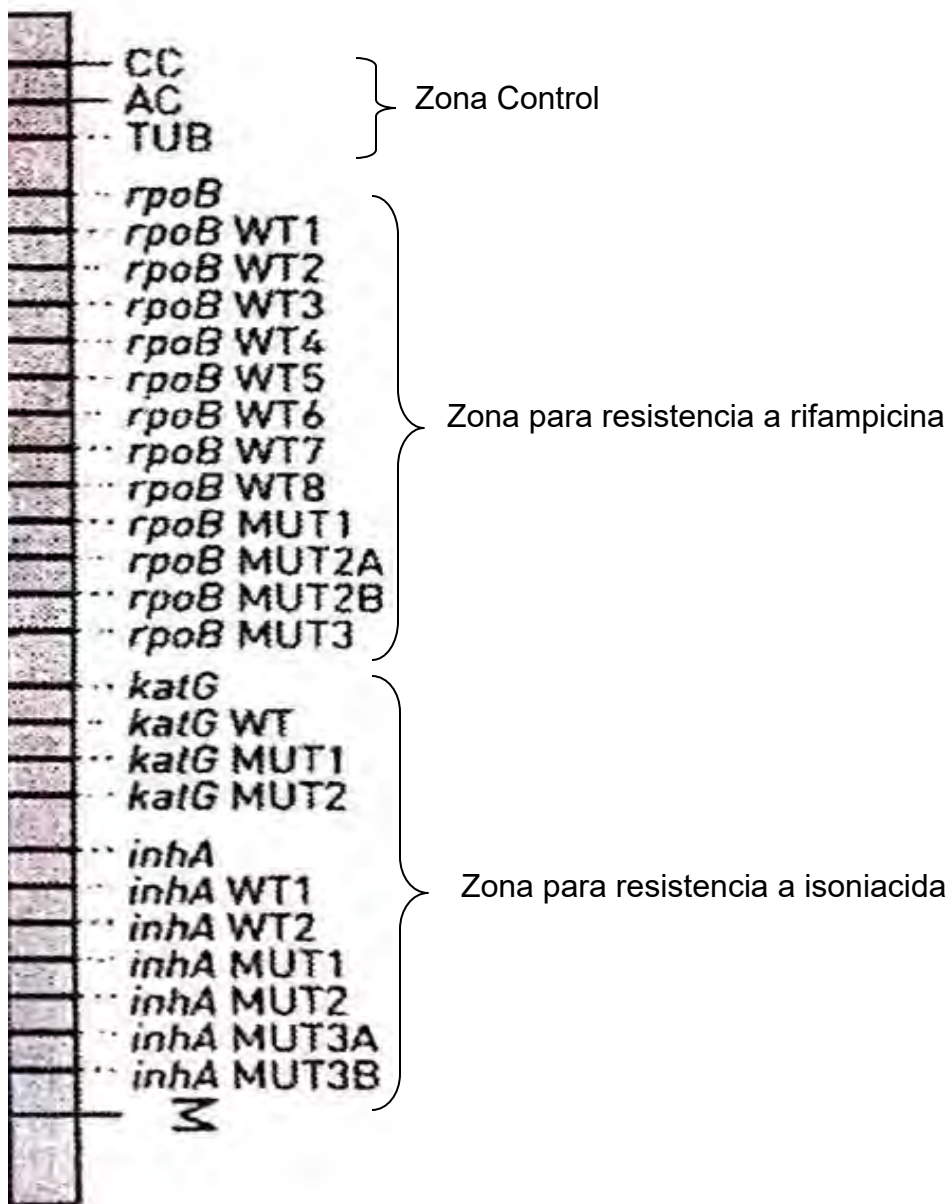 CC
AC
TUB
Zona Control
rpoB
rpoB WT1
rpoB WT2
rpoB WT3
rpoB WT4
rpoB WT5
rpoB WT6
rpoB WT7
rpoB WT8
rpoB MUT1
rpoB MUT2A
rpoB MUT2B
rpoB MUT3
Zona para resistencia a rifampicina
katG
katG WT
katG MUT1
katG MUT2
inhA
inhA WT1
inhA WT2
inhA MUT1
inhA MUT2
inhA MUT3A
inhA MUT3B
Zona para resistencia a isoniacida